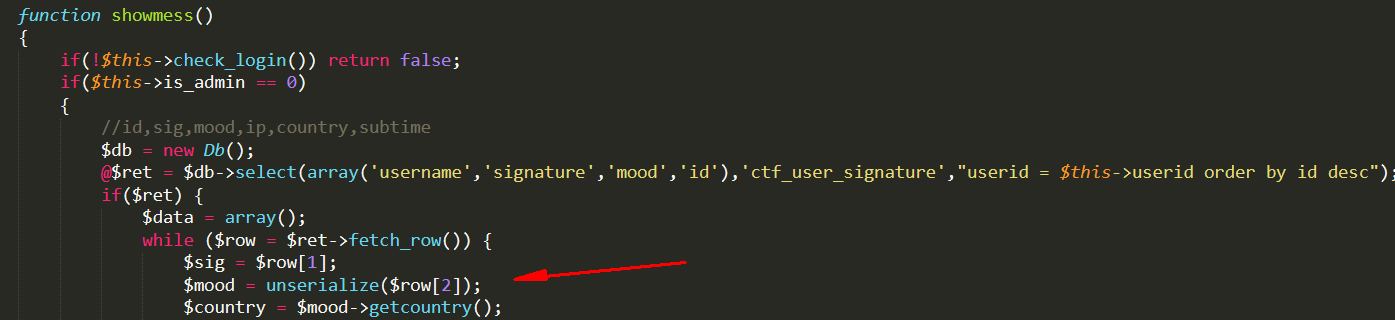 function showmess()
{
if(!$this->check_login()) return false;
if($this->is_admin == 0)
{
//id,sig,mood,ip,country,subtime
$db = new Db();
@$ret = $db->select(array('username','signature','mood','id'),'ctf_user_signature',"userid = $this->userid order by id desc");
if($ret) {
$data = array();
while ($row = $ret->fetch_row()) {
$sig = $row[1];
$mood = unserialize($row[2]);
$country = $mood->getcountry();